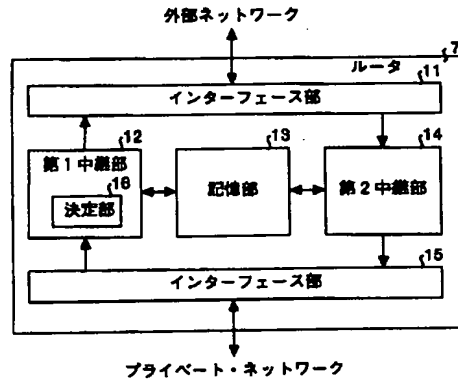 外部ネットワーク
7
ルータ
11
インターフェース部
12
第1中継部
16
決定部
13
記憶部
14
第2中継部
15
インターフェース部
プライベート・ネットワーク